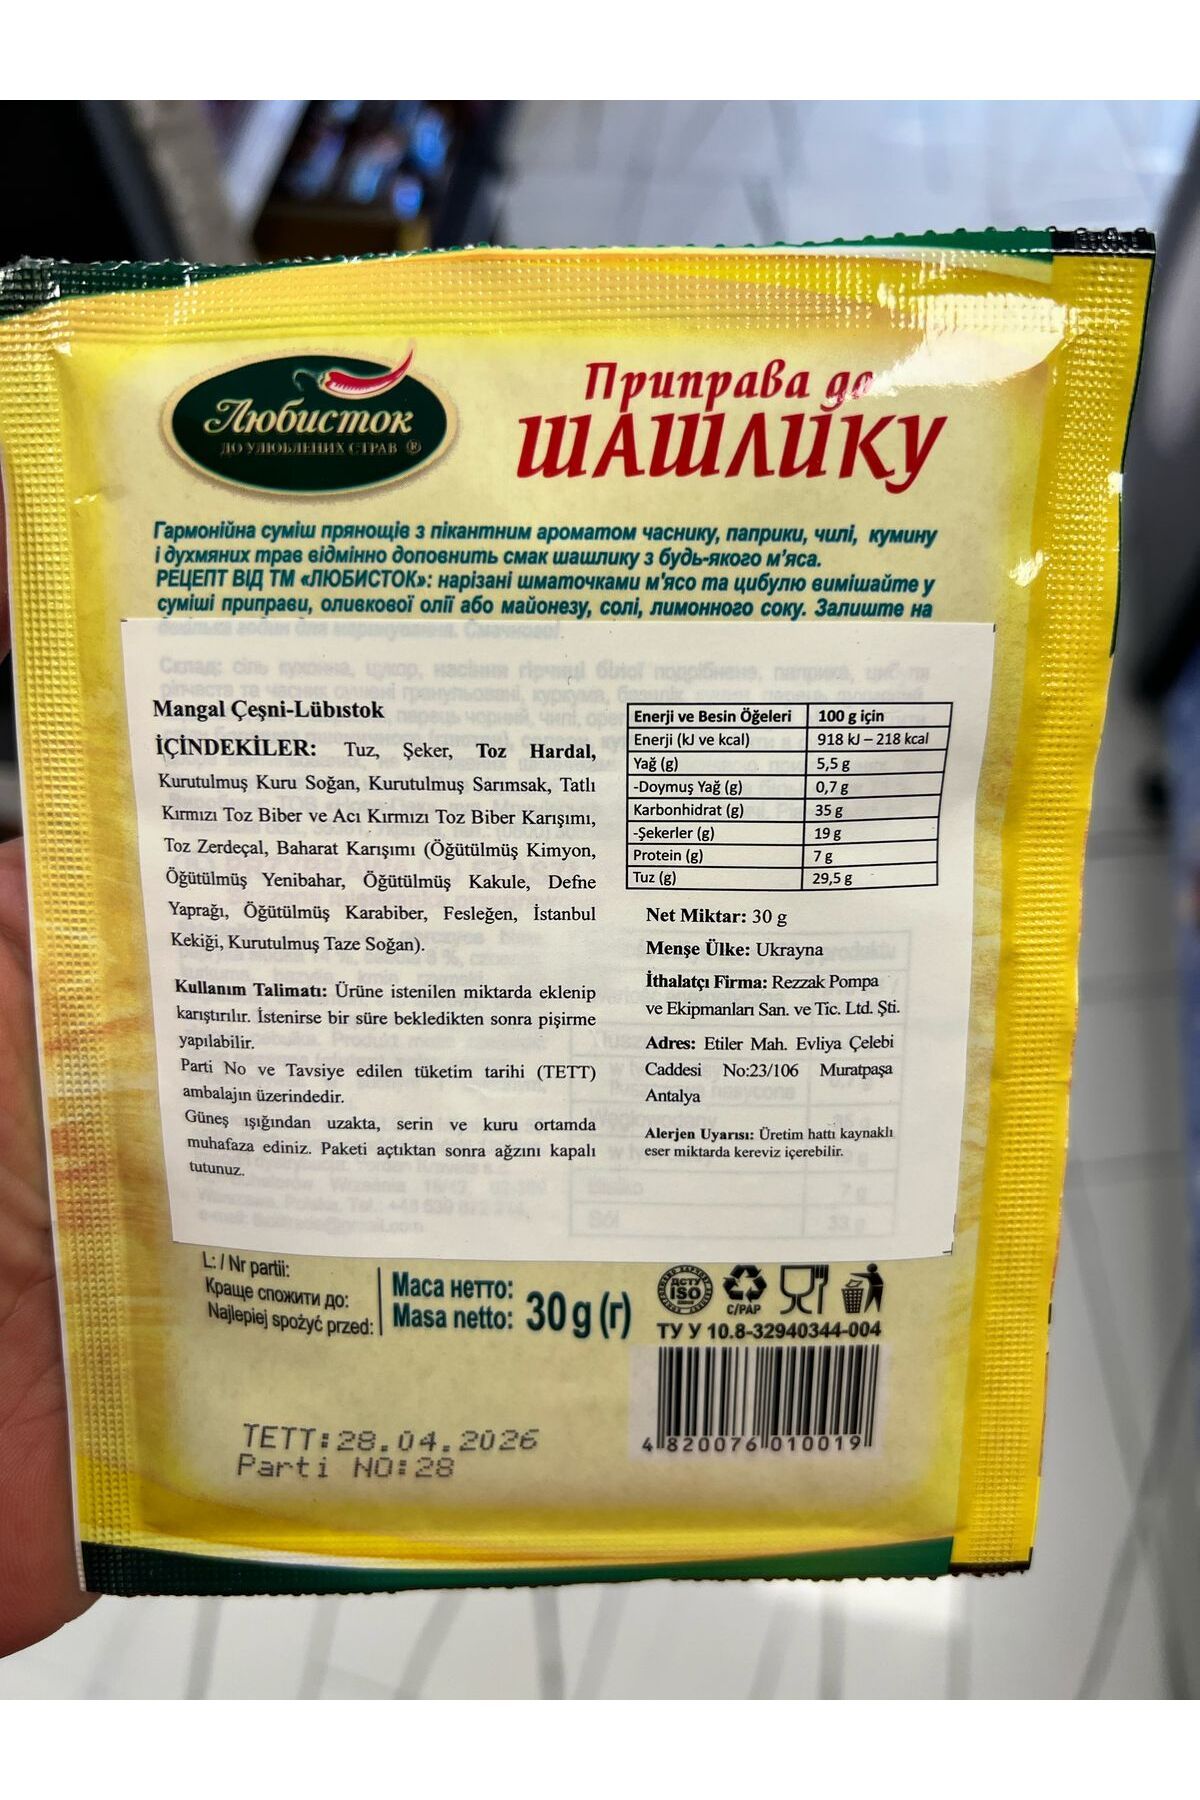 Любисток
ДО УЛЮБЛЕНИХ СТРАВ ®
Приправа до
ШАШЛИКУ
Гармонійна суміш прянощів з пікантним ароматом часнику, паприки, чилі, кумину
і духмяних трав відмінно доповнить смак шашлику з будь-якого м'яса.
РЕЦЕПТ ВІД ТМ «ЛЮБИСТОК»: нарізані шматочками м'ясо та цибулю вимішайте у
суміші приправи, оливкової олії або майонезу, солі, лимонного соку. Залиште на
Mangal Çeşni-Lübıstok
İÇİNDEKİLER: Tuz, Şeker, Toz Hardal,
Kurutulmuş Kuru Soğan, Kurutulmuş Sarımsak, Tatlı
Kırmızı Toz Biber ve Acı Kırmızı Toz Biber Karışımı,
Toz Zerdeçal, Baharat Karışımı (Öğütülmüş Kimyon,
Öğütülmüş Yenibahar, Öğütülmüş Kakule, Defne
Yaprağı, Öğütülmüş Karabiber, Fesleğen, İstanbul
Kekiği, Kurutulmuş Taze Soğan).
Kullanım Talimatı: Ürüne istenilen miktarda eklenip
karıştırılır. İstenirse bir süre bekledikten sonra pişirme
yapılabilir.
Parti No ve Tavsiye edilen tüketim tarihi (TETT)
ambalajın üzerindedir.
Güneş ışığından uzakta, serin ve kuru ortamda
muhafaza ediniz. Paketi açtıktan sonra ağzını kapalı
tutunuz.
Enerji ve Besin Öğeleri 100 g için
Enerji (kJ ve kcal) 918 kJ – 218 kcal
Yağ (g) 5,5 g
-Doymuş Yağ (g) 0,7 g
Karbonhidrat (g) 35 g
-Şekerler (g) 19 g
Protein (g) 7 g
Tuz (g) 29,5 g
Net Miktar: 30 g
Menşe Ülke: Ukrayna
İthalatçı Firma: Rezzak Pompa
ve Ekipmanları San. ve Tic. Ltd. Şti.
Adres: Etiler Mah. Evliya Çelebi
Caddesi No:23/106 Muratpaşa
Antalya
Alerjen Uyarısı: Üretim hattı kaynaklı
eser miktarda kereviz içerebilir.
L: / Nr partii:
Краще спожити до:
Najlepiej spożyć przed:
Маса нетто:
Masa netto:
30 g (г)
ДСТУ
ISO
C/PAP
ТУ У 10.8-32940344-004
4 820076 010019
TETT:28.04.2026
Parti NO:28